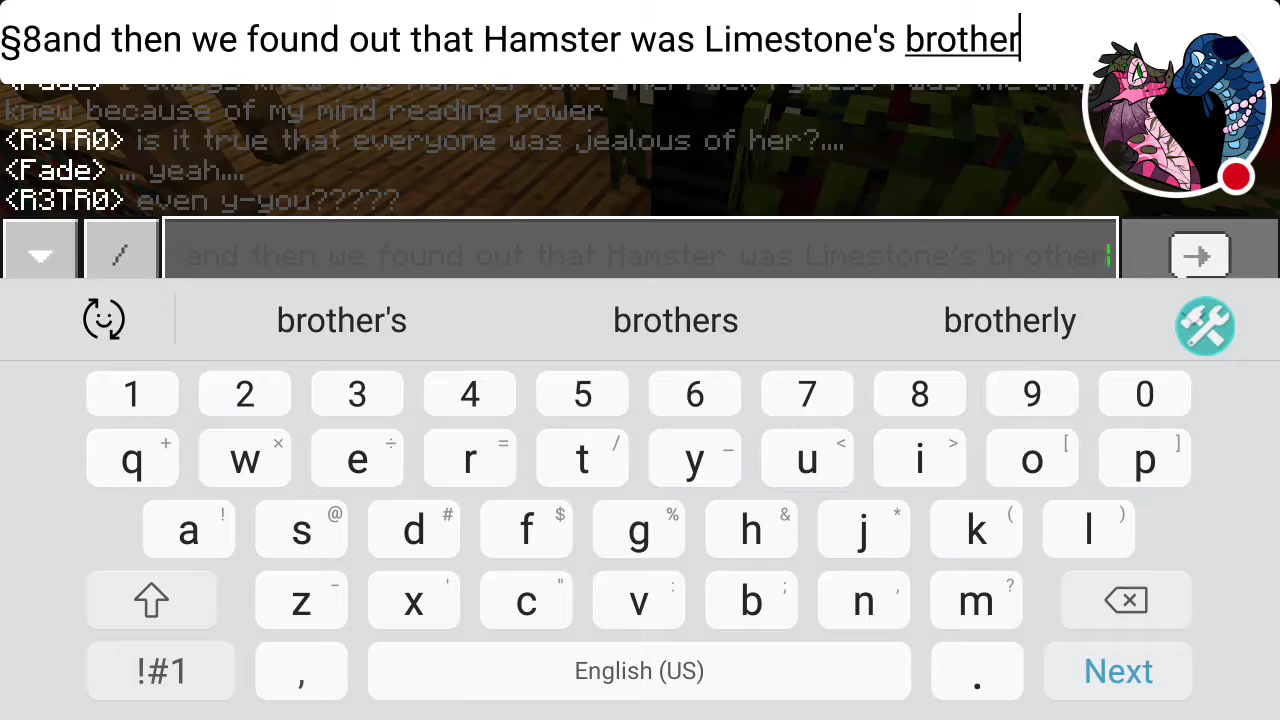 §8and then we found out that Hamster was Limestone's brother
knew because of my mind reading power
<R3TR0> is it true that everyone was jealous of her?....
<Fade> ... yeah....
<R3TR0> even y-you?????
/ and then we found out that Hamster was Limestone's brother
brother's brothers brotherly
1 2 3 4 5 6 7 8 9 0
q + w × e ÷ r = t / y _ u < i > o [ p ]
a ! s @ d # f $ g % h & j * k ( l )
z - x ' c " v : b ; n , m ?
!#1 , English (US) . Next